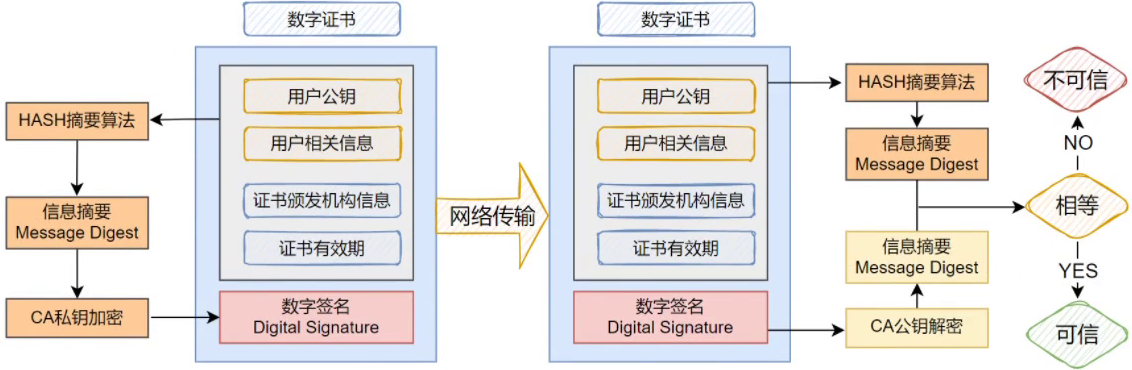 数字证书
用户公钥
用户相关信息
证书颁发机构信息
证书有效期
数字签名
Digital Signature
HASH摘要算法
信息摘要
Message Digest
CA私钥加密
网络传输
数字证书
用户公钥
用户相关信息
证书颁发机构信息
证书有效期
数字签名
Digital Signature
HASH摘要算法
信息摘要
Message Digest
信息摘要
Message Digest
CA公钥解密
不可信
NO
相等
YES
可信